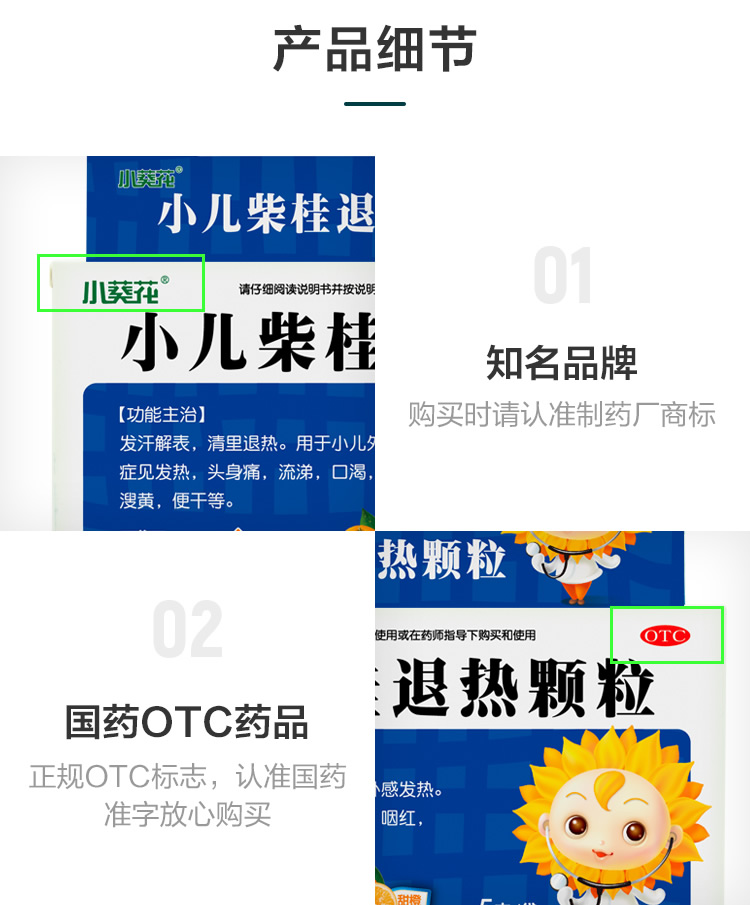 产品细节
小葵花®
小儿柴桂退
小葵花®
请仔细阅读说明书并按说明
小儿柴桂
【功能主治】
发汗解表，清里退热。用于小儿外
症见发热，头身痛，流涕，口渴，
溲黄，便干等。
01
知名品牌
购买时请认准制药厂商标
02
国药OTC药品
正规OTC标志，认准国药
准字放心购买
热颗粒
使用或在药师指导下购买和使用
OTC
退热颗粒
外感发热。
咽红，
甜橙